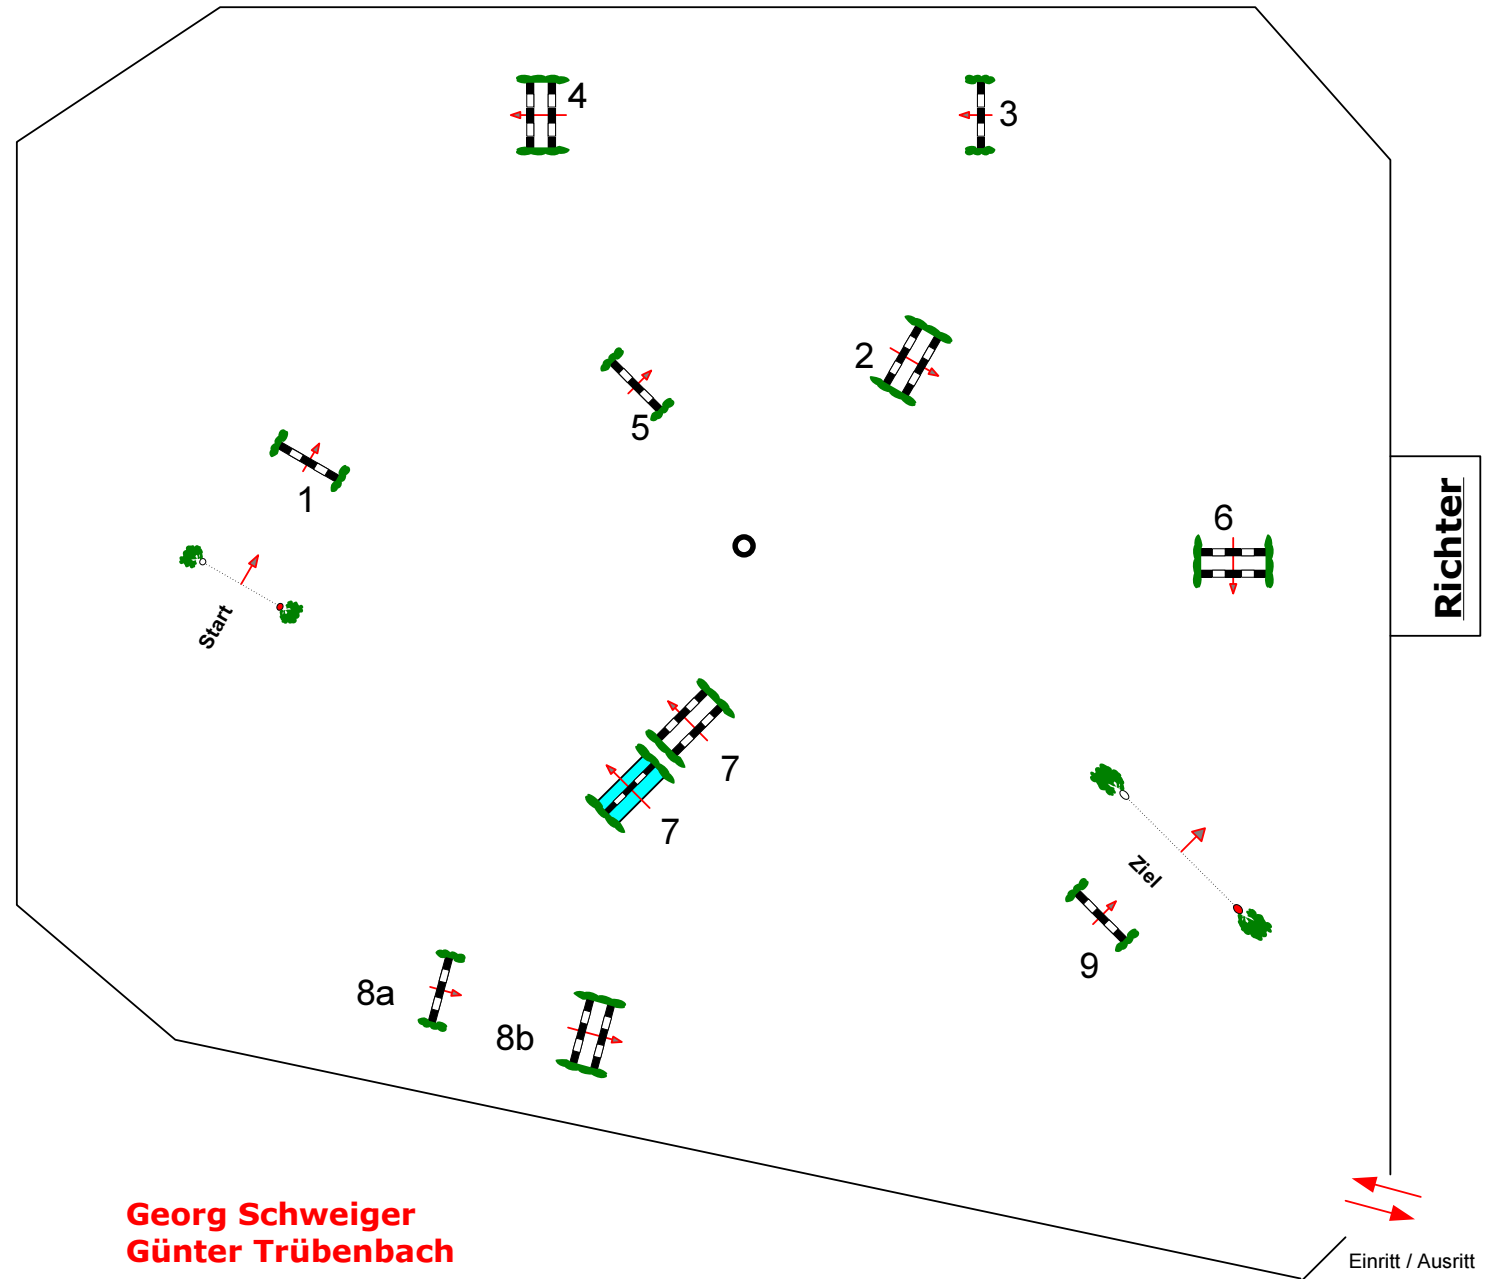 4
3
2
5
1
6
Richter
Start
7
7
Ziel
9
8a
8b
Georg Schweiger
Günter Trübenbach
Einritt / Ausritt